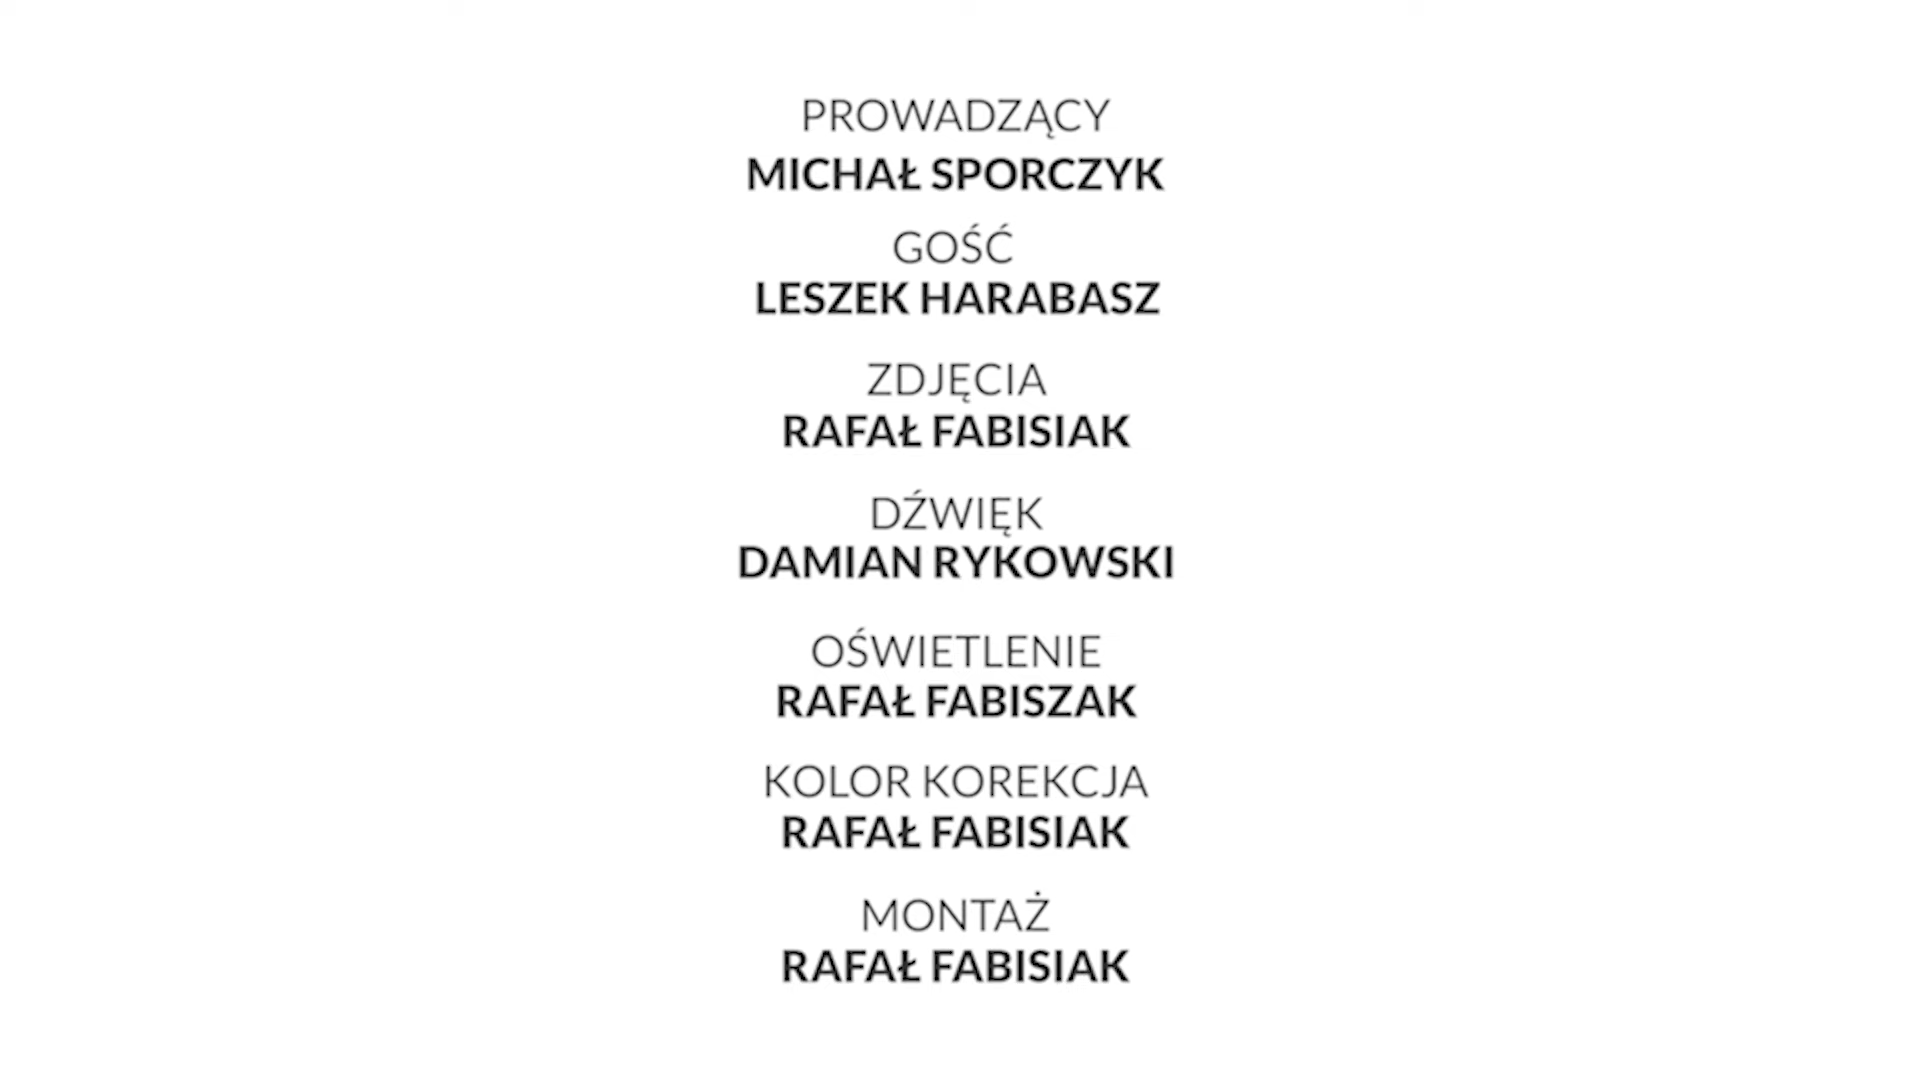 PROWADZĄCY
MICHAŁ SPORCZYK
GOŚĆ
LESZEK HARABASZ
ZDJĘCIA
RAFAŁ FABISIAK
DŹWIĘK
DAMIAN RYKOWSKI
OŚWIETLENIE
RAFAŁ FABISZAK
KOLOR KOREKCJA
RAFAŁ FABISIAK
MONTAŻ
RAFAŁ FABISIAK